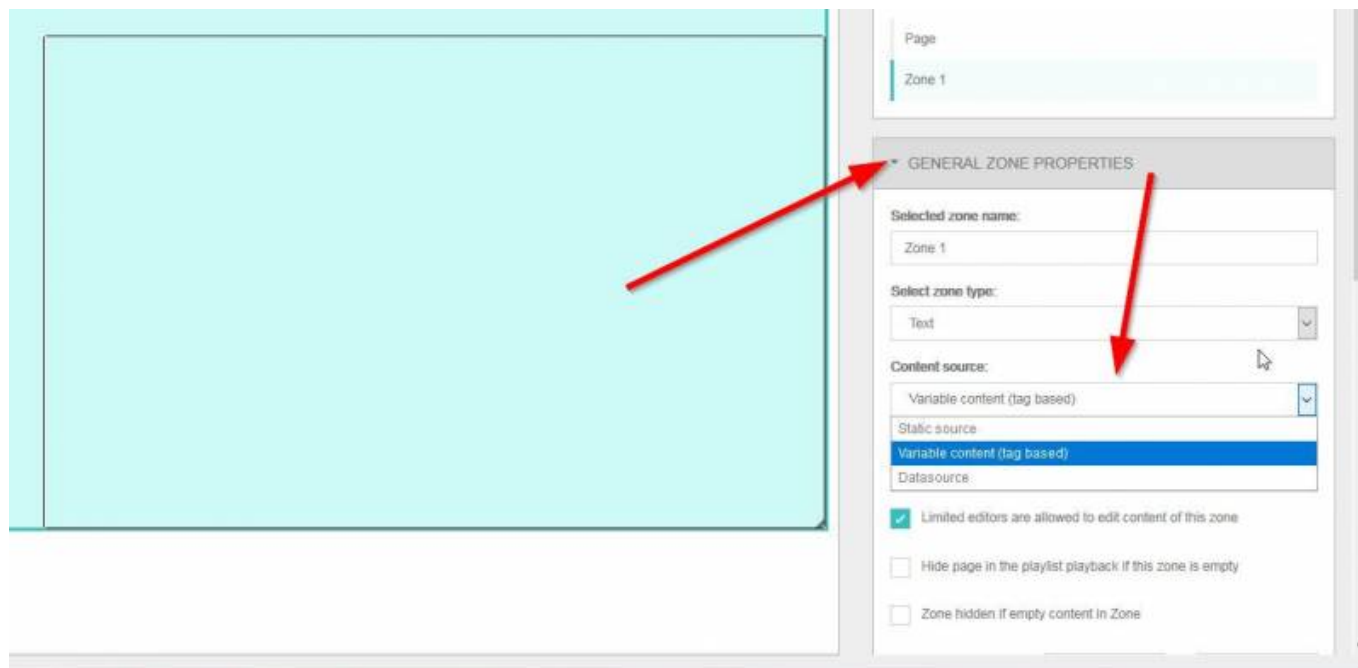 Page
Zone 1
GENERAL ZONE PROPERTIES
Selected zone name:
Zone 1
Select zone type:
Text
Content source:
Variable content (tag based)
Static source
Variable content (tag based)
Datasource
Limited editors are allowed to edit content of this zone
Hide page in the playlist playback if this zone is empty
Zone hidden if empty content in Zone